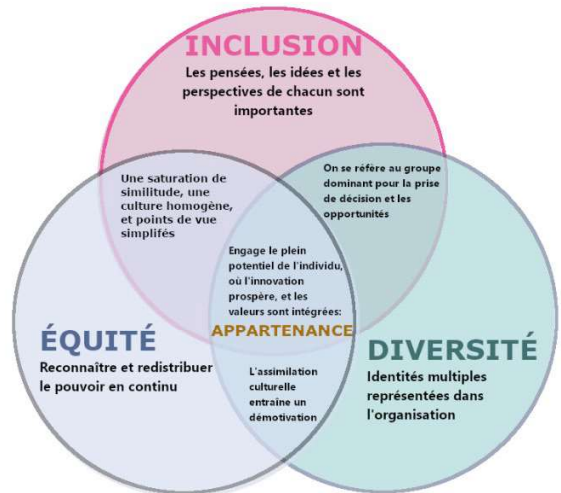 INCLUSION
Les pensées, les idées et les
perspectives de chacun sont
importantes
Une saturation de
similitude, une
culture homogène,
et points de vue
simplifiés
On se réfère au groupe
dominant pour la prise
de décision et les
opportunités
Engage le plein
potentiel de l'individu,
où l'innovation
prospère, et les
valeurs sont intégrées:
APPARTENANCE
ÉQUITÉ
Reconnaître et redistribuer
le pouvoir en continu
DIVERSITÉ
Identités multiples
représentées dans
l'organisation
L'assimilation
culturelle
entraîne un
démotivation